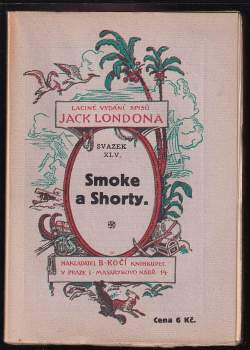 LACINÉ VYDÁNÍ SPISŮ
JACK LONDONA
SVAZEK
XLV.
Smoke
a Shorty.
NAKLADATEL B. KOČÍ KNIHKUPEC
V PRAZE I - MASARYKOVO NÁBŘ. 14
Cena 6 Kč.